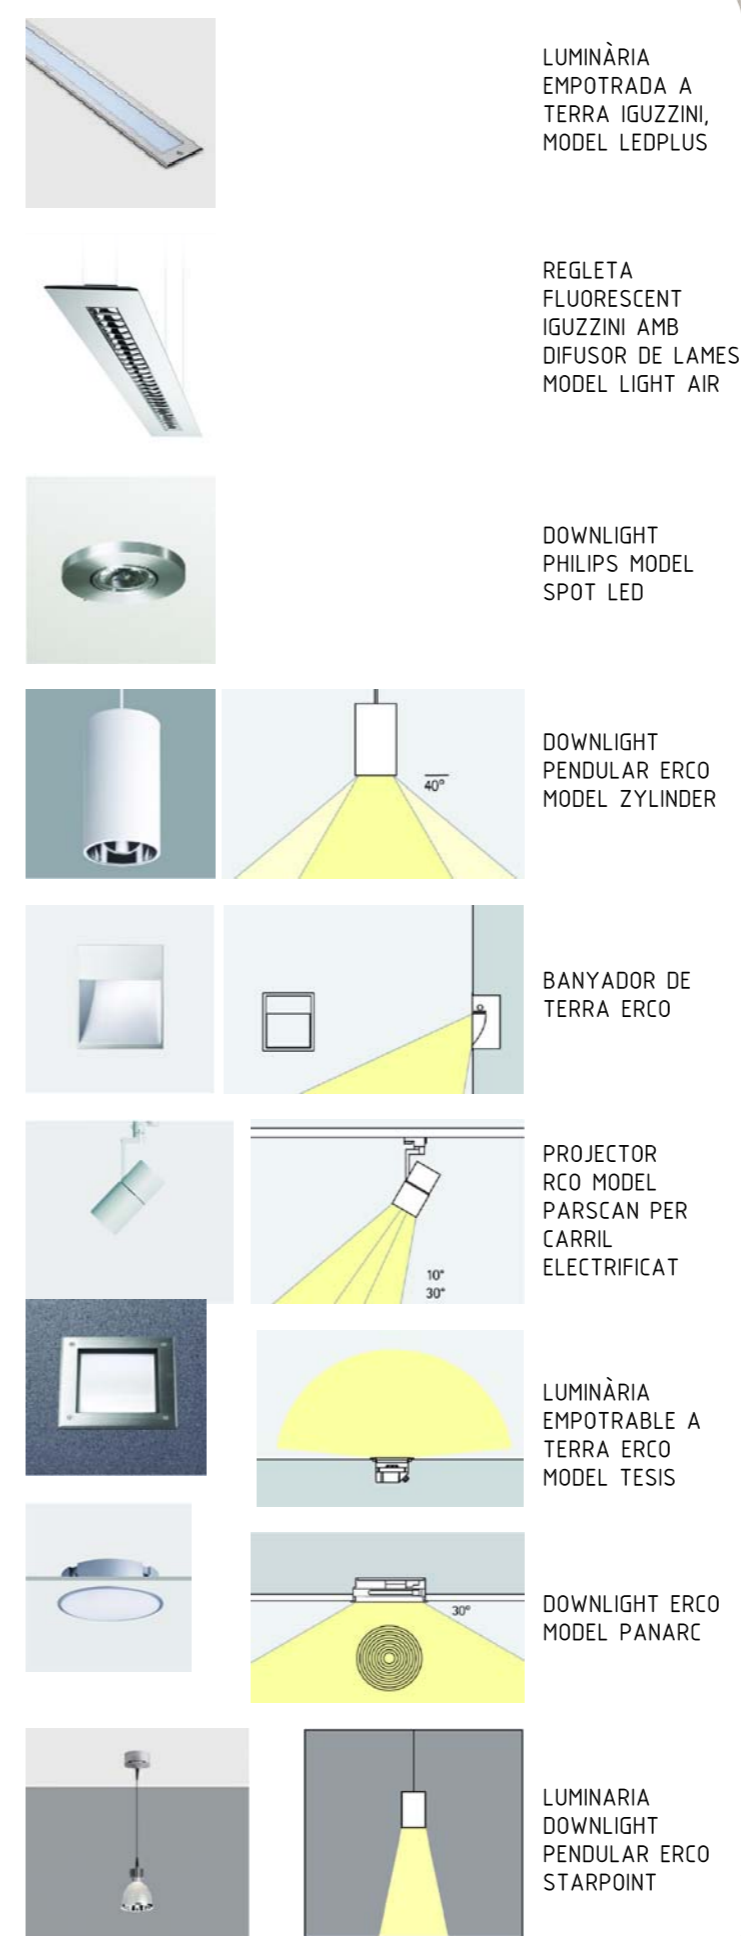 LUMINÀRIA
EMPOTRADA A
TERRA IGUZZINI,
MODEL LEDPLUS
REGLETA
FLUORESCENT
IGUZZINI AMB
DIFUSOR DE LAMES
MODEL LIGHT AIR
DOWNLIGHT
PHILIPS MODEL
SPOT LED
40°
DOWNLIGHT
PENDULAR ERCO
MODEL ZYLINDER
BANYADOR DE
TERRA ERCO
10°
30°
PROJECTOR
RCO MODEL
PARSCAN PER
CARRIL
ELECTRIFICAT
LUMINÀRIA
EMPOTRABLE A
TERRA ERCO
MODEL TESIS
30°
DOWNLIGHT ERCO
MODEL PANARC
LUMINARIA
DOWNLIGHT
PENDULAR ERCO
STARPOINT